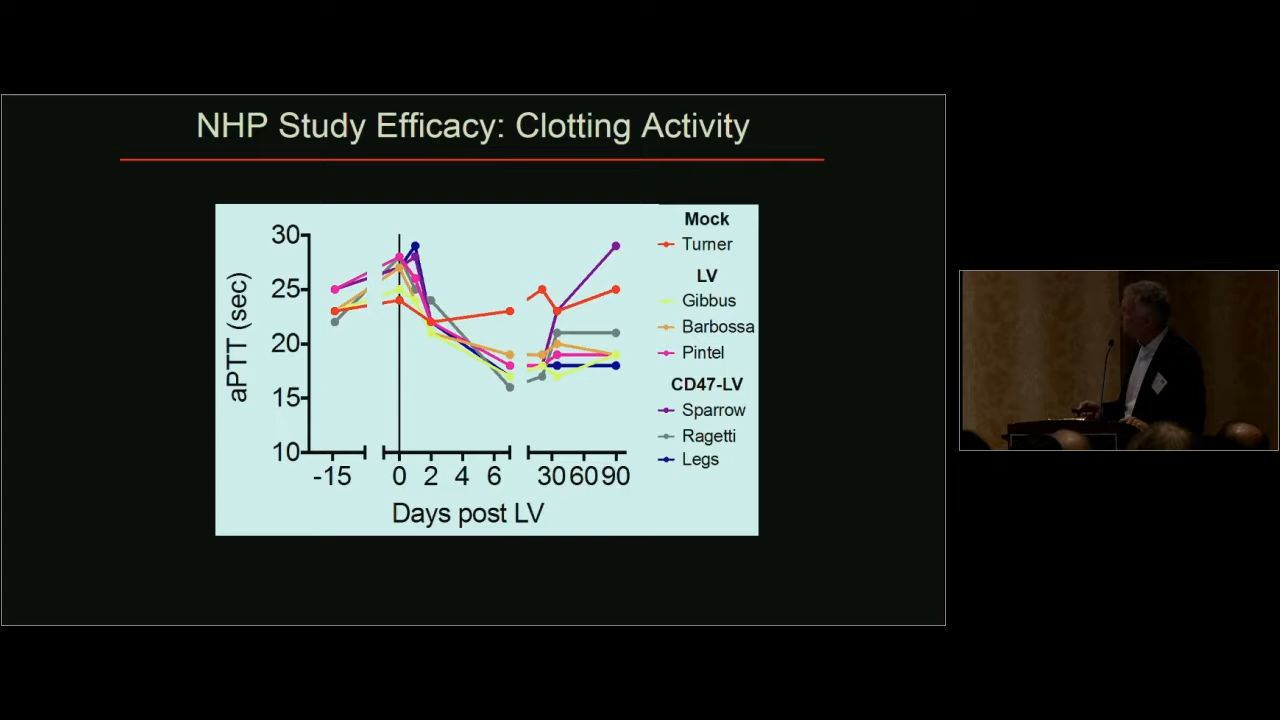 NHP Study Efficacy: Clotting Activity
30
25
20
15
10
aPTT (sec)
-15 0 2 4 6 30 60 90
Days post LV
Mock
Turner
LV
Gibbus
Barbossa
Pintel
CD47-LV
Sparrow
Ragetti
Legs